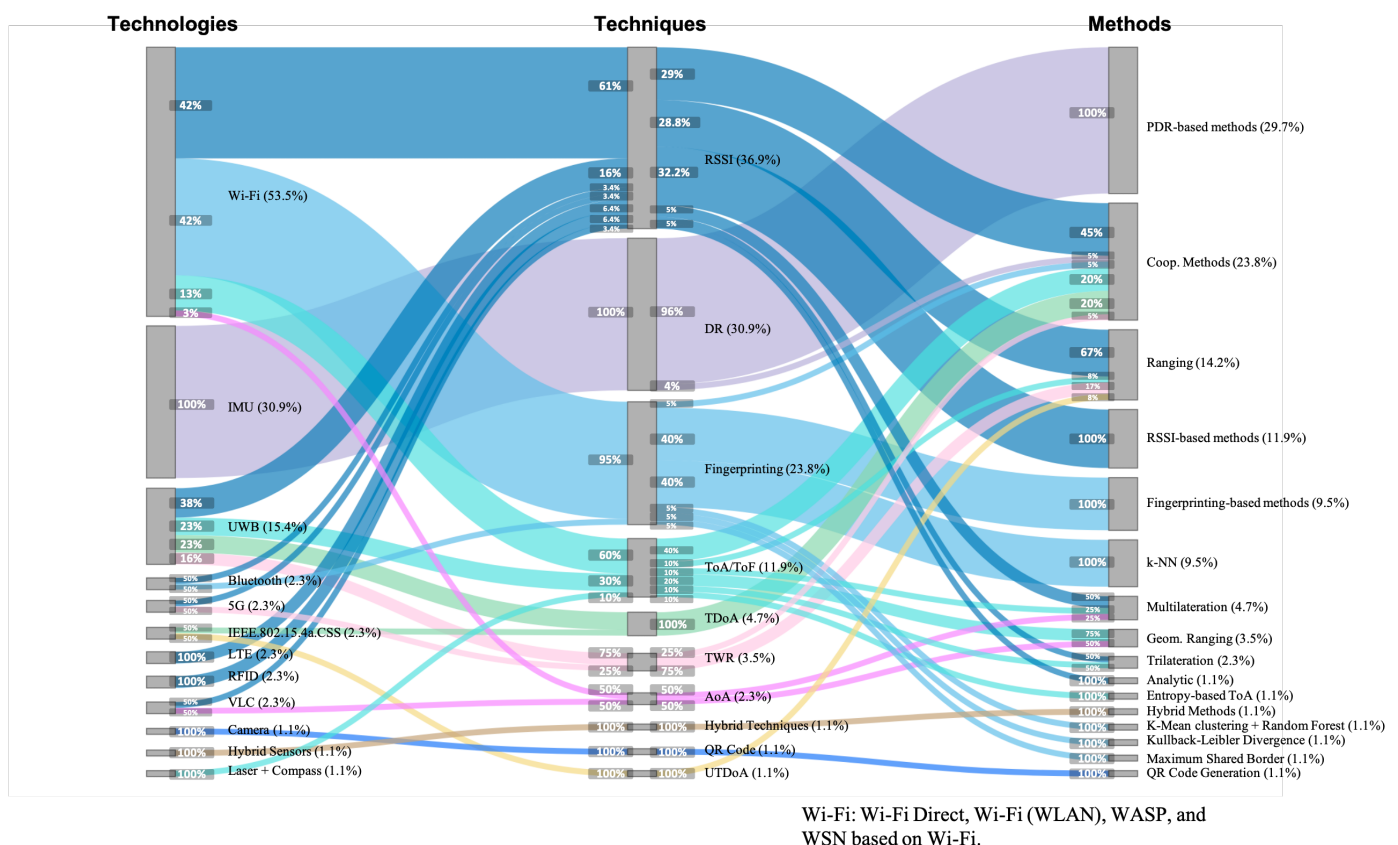 Technologies
Techniques
Methods
42%
42%
13%
3%
Wi-Fi (53.5%)
100%
IMU (30.9%)
38%
23%
23%
16%
UWB (15.4%)
50%
50%
Bluetooth (2.3%)
50%
50%
5G (2.3%)
50%
50%
IEEE.802.15.4a.CSS (2.3%)
100%
LTE (2.3%)
100%
RFID (2.3%)
50%
50%
VLC (2.3%)
100%
Camera (1.1%)
100%
Hybrid Sensors (1.1%)
100%
Laser + Compass (1.1%)
61%
16%
3.4%
3.4%
6.4%
6.4%
3.4%
29%
28.8%
32.2%
5%
5%
RSSI (36.9%)
100%
96%
4%
DR (30.9%)
95%
5%
40%
40%
5%
5%
5%
Fingerprinting (23.8%)
60%
30%
10%
40%
10%
10%
20%
10%
10%
ToA/ToF (11.9%)
100%
TDoA (4.7%)
75%
25%
25%
75%
TWR (3.5%)
50%
50%
50%
50%
AoA (2.3%)
100%
100%
Hybrid Techniques (1.1%)
100%
100%
QR Code (1.1%)
100%
100%
UTDoA (1.1%)
100%
PDR-based methods (29.7%)
45%
5%
5%
20%
20%
5%
Coop. Methods (23.8%)
67%
8%
17%
8%
Ranging (14.2%)
100%
RSSI-based methods (11.9%)
100%
Fingerprinting-based methods (9.5%)
100%
k-NN (9.5%)
50%
25%
25%
Multilateration (4.7%)
75%
50%
Geom. Ranging (3.5%)
50%
50%
Trilateration (2.3%)
100%
Analytic (1.1%)
100%
Entropy-based ToA (1.1%)
100%
Hybrid Methods (1.1%)
100%
K-Mean clustering + Random Forest (1.1%)
100%
Kullback-Leibler Divergence (1.1%)
100%
Maximum Shared Border (1.1%)
100%
QR Code Generation (1.1%)
Wi-Fi: Wi-Fi Direct, Wi-Fi (WLAN), WASP, and
WSN based on Wi-Fi.